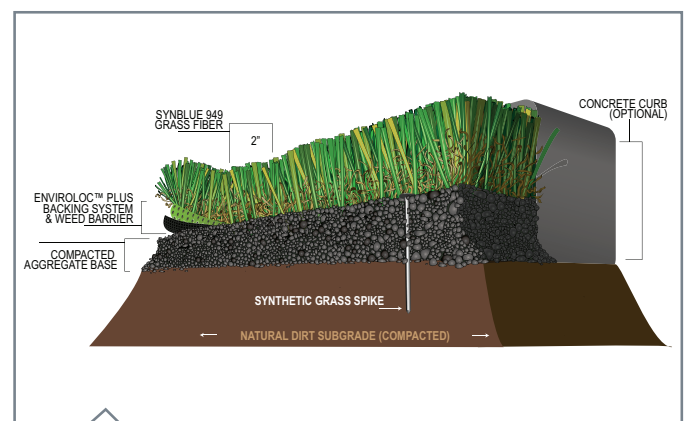 SYNBLUE 949
GRASS FIBER
2"
CONCRETE CURB
(OPTIONAL)
ENVIROLOC™ PLUS
BACKING SYSTEM
& WEED BARRIER
COMPACTED
AGGREGATE BASE
SYNTHETIC GRASS SPIKE
NATURAL DIRT SUBGRADE (COMPACTED)